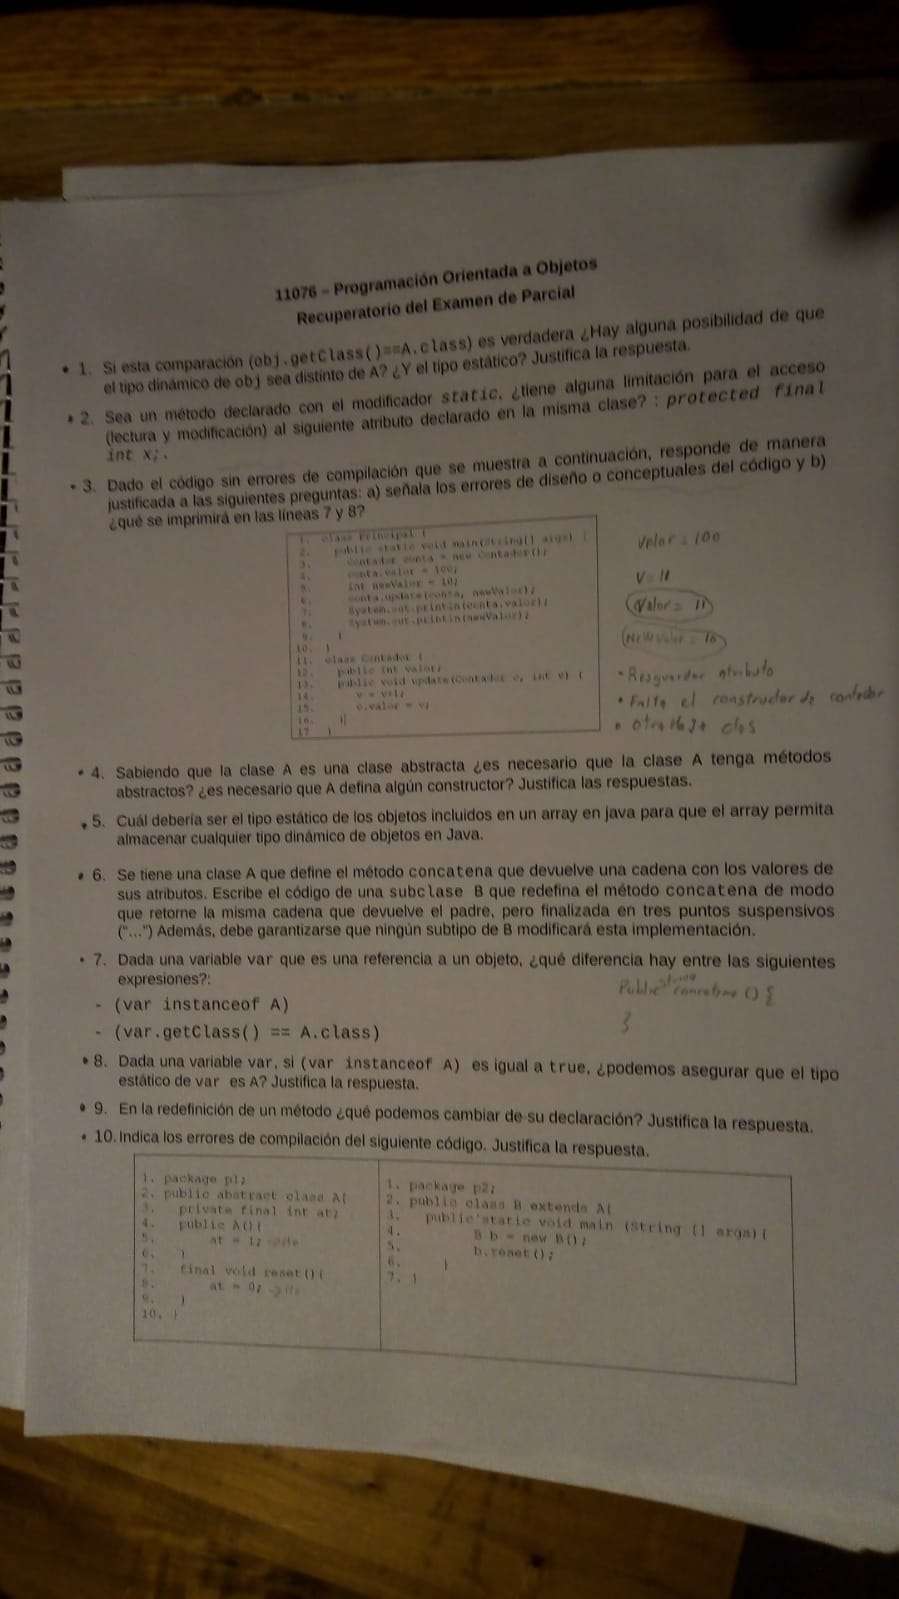 11076 – Programación Orientada a Objetos
Recuperatorio del Examen de Parcial
1. Si esta comparación (obj.getClass()==A.class) es verdadera ¿Hay alguna posibilidad de que
el tipo dinámico de obj sea distinto de A? ¿Y el tipo estático? Justifica la respuesta.
2. Sea un método declarado con el modificador static, ¿tiene alguna limitación para el acceso
(lectura y modificación) al siguiente atributo declarado en la misma clase? : protected final
int x;.
3. Dado el código sin errores de compilación que se muestra a continuación, responde de manera
justificada a las siguientes preguntas: a) señala los errores de diseño o conceptuales del código y b)
¿qué se imprimirá en las líneas 7 y 8?
1. class Principal {
2. public static void main(String[] args) {
3. Contador conta = new Contador();
4. conta.valor = 100;
5. int newValor = 10;
6. conta.update(conta, newValor);
7. System.out.println(conta.valor);
8. System.out.println(newValor);
9. }
10. }
11. class Contador {
12. public int valor;
13. public void update(Contador c, int v) {
14. v = v+1;
15. c.valor = v;
16. }
17 }
Valor = 100
V = 11
Valor = 11
New valor = 10
- Resguardar atributo
• Falta el constructor de contador
• otra
4. Sabiendo que la clase A es una clase abstracta ¿es necesario que la clase A tenga métodos
abstractos? ¿es necesario que A defina algún constructor? Justifica las respuestas.
5. Cuál debería ser el tipo estático de los objetos incluidos en un array en java para que el array permita
almacenar cualquier tipo dinámico de objetos en Java.
6. Se tiene una clase A que define el método concatena que devuelve una cadena con los valores de
sus atributos. Escribe el código de una subclase B que redefina el método concatena de modo
que retorne la misma cadena que devuelve el padre, pero finalizada en tres puntos suspensivos
("...") Además, debe garantizarse que ningún subtipo de B modificará esta implementación.
7. Dada una variable var que es una referencia a un objeto, ¿qué diferencia hay entre las siguientes
expresiones?:
- (var instanceof A)
- (var.getClass() == A.class)
String
Public concatena () {
}
8. Dada una variable var, si (var instanceof A) es igual a true, ¿podemos asegurar que el tipo
estático de var es A? Justifica la respuesta.
9. En la redefinición de un método ¿qué podemos cambiar de su declaración? Justifica la respuesta.
10. Indica los errores de compilación del siguiente código. Justifica la respuesta.
1. package p1;
2. public abstract class A{
3. private final int at;
4. public A(){
5. at = 1;
6. }
7. final void reset(){
8. at = 0;
9. }
10. }
1. package p2;
2. public class B extends A{
3. public static void main (String [] args){
4. B b = new B();
5. b.reset();
6. }
7. }